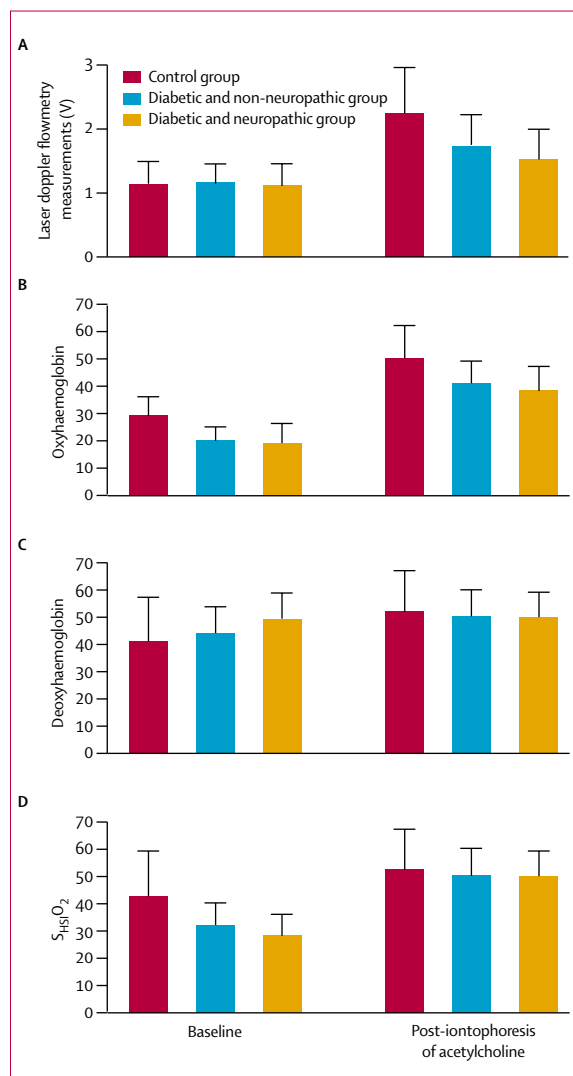 A
Laser doppler flowmetry
measurements (V)
3
2
1
0
Control group
Diabetic and non-neuropathic group
Diabetic and neuropathic group
B
Oxyhaemoglobin
70
60
50
40
30
20
10
0
C
Deoxyhaemoglobin
70
60
50
40
30
20
10
0
D
S_HSIO₂
70
60
50
40
30
20
10
0
Baseline
Post-iontophoresis
of acetylcholine